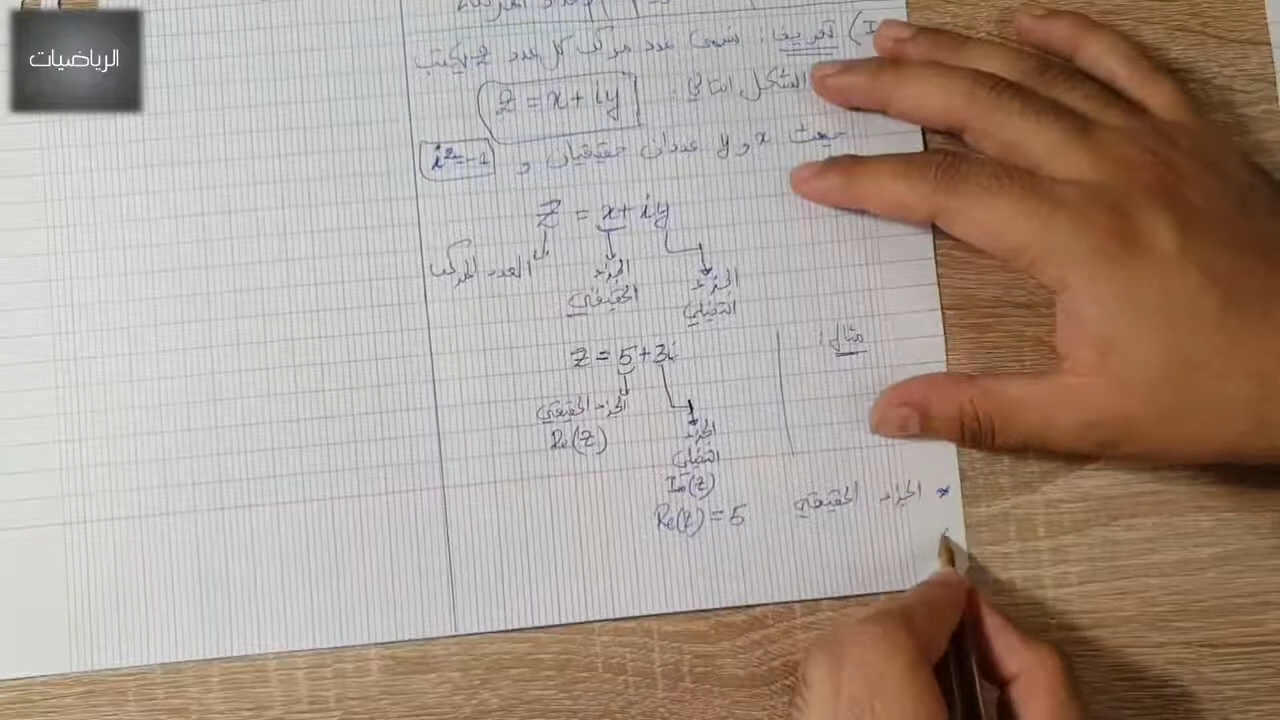 الرياضيات
I) تعريف: نسمي عدد مركب كل عدد z يكتب
الشكل التالي: Z = x + iy
حيث x و y عددان حقيقيان و i² = -1
Z = x + iy
العدد المركب
الجزء الحقيقي
الجزء التخيلي
مثال:
Z = 5 + 3i
الجزء الحقيقي
Re(Z)
الجزء التخيلي
Im(z)
* الجزء الحقيقي Re(z) = 5